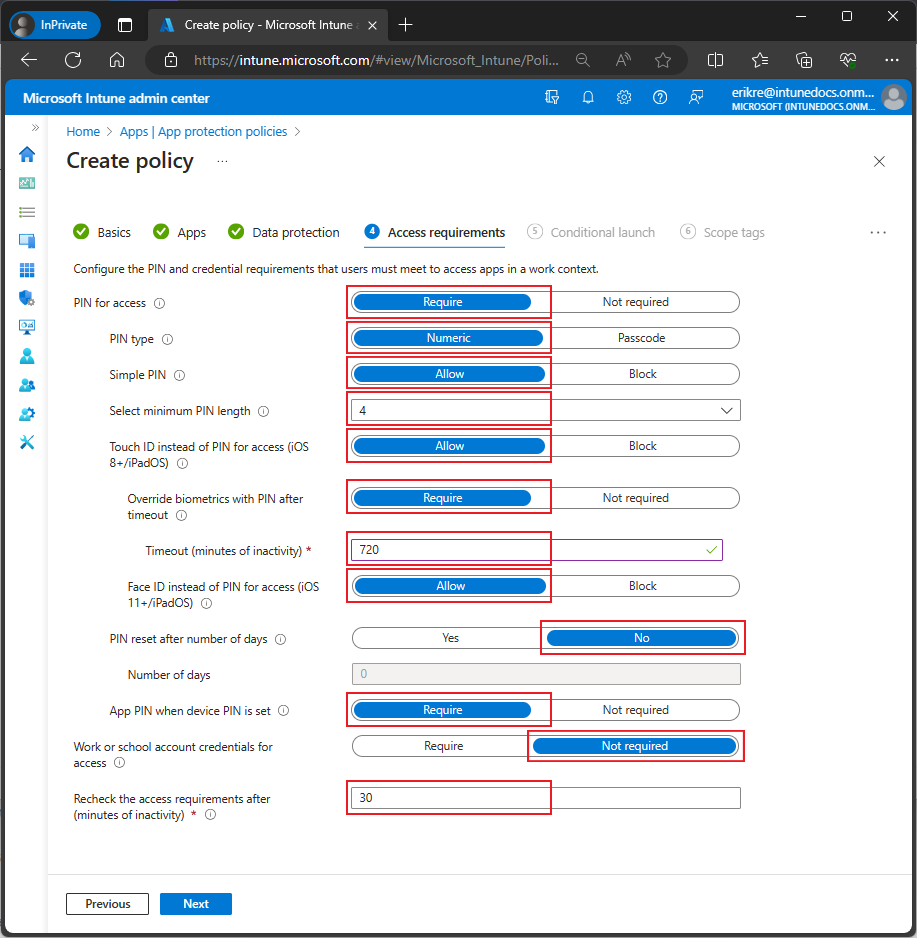 InPrivate
Create policy - Microsoft Intune
https://intune.microsoft.com/#view/Microsoft_Intune/Poli...
Microsoft Intune admin center
erikre@intunedocs.onm...
MICROSOFT (INTUNEDOCS.ONM...
Home > Apps | App protection policies >
Create policy ...
Basics Apps Data protection 4 Access requirements 5 Conditional launch 6 Scope tags ...
Configure the PIN and credential requirements that users must meet to access apps in a work context.
PIN for access Require Not required
PIN type Numeric Passcode
Simple PIN Allow Block
Select minimum PIN length 4
Touch ID instead of PIN for access (iOS
8+/iPadOS) Allow Block
Override biometrics with PIN after
timeout Require Not required
Timeout (minutes of inactivity) * 720
Face ID instead of PIN for access (iOS
11+/iPadOS) Allow Block
PIN reset after number of days Yes No
Number of days 0
App PIN when device PIN is set Require Not required
Work or school account credentials for
access Require Not required
Recheck the access requirements after
(minutes of inactivity) * 30
Previous Next